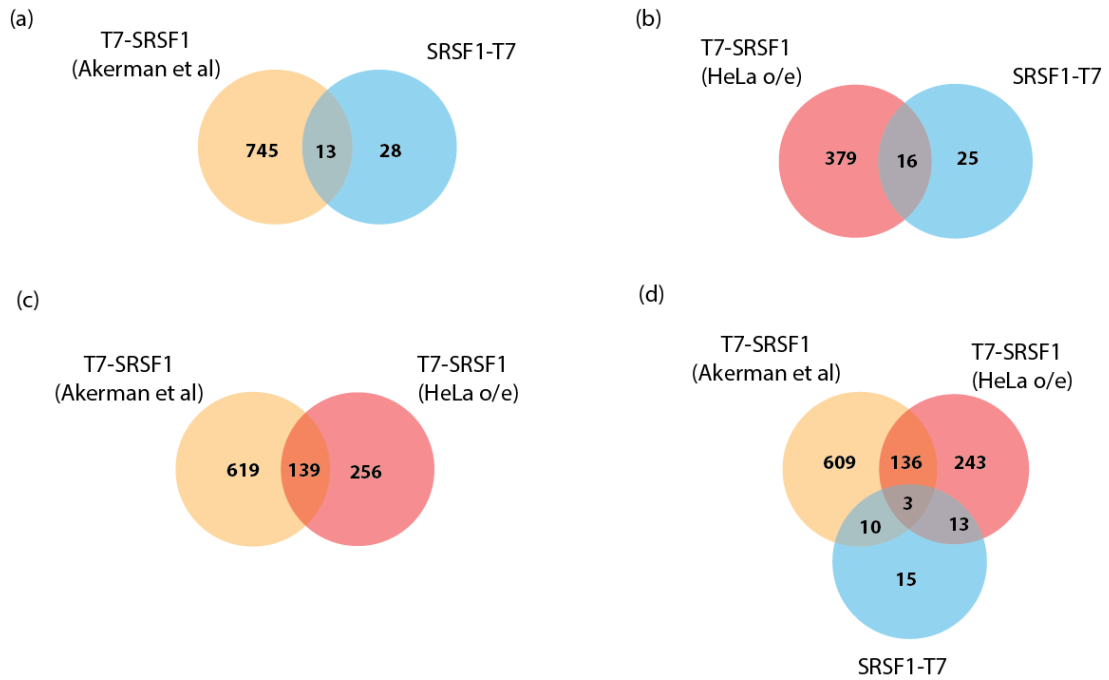 (a)
T7-SRSF1
(Akerman et al)
SRSF1-T7
745
13
28
(b)
T7-SRSF1
(HeLa o/e)
SRSF1-T7
379
16
25
(c)
T7-SRSF1
(Akerman et al)
T7-SRSF1
(HeLa o/e)
619
139
256
(d)
T7-SRSF1
(Akerman et al)
T7-SRSF1
(HeLa o/e)
609
136
243
3
10
13
15
SRSF1-T7